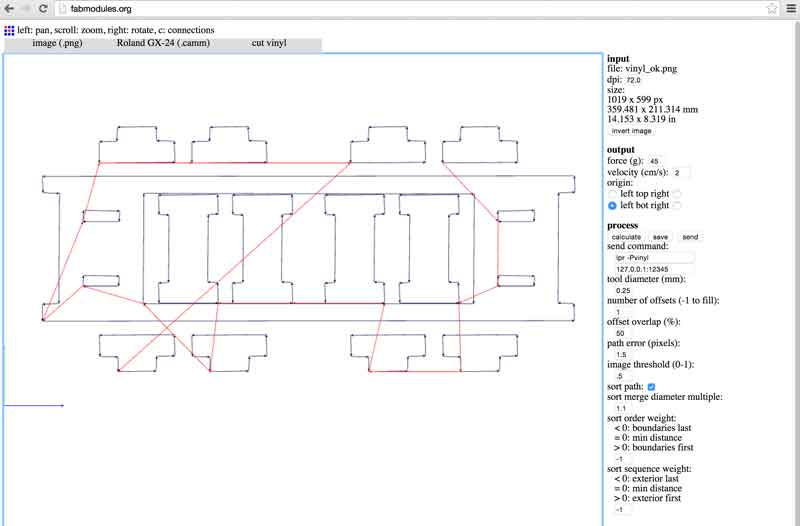 fabmodules.org
left: pan, scroll: zoom, right: rotate, c: connections
image (.png) Roland GX-24 (.camm) cut vinyl
input
file: vinyl_ok.png
dpi: 72.0
size:
1019 x 599 px
359.481 x 211.314 mm
14.153 x 8.319 in
invert image
output
force (g): 45
velocity (cm/s): 2
origin:
left top right
left bot right
process
calculate save send
send command:
lpr -Pvinyl
127.0.0.1:12345
tool diameter (mm):
0.25
number of offsets (-1 to fill):
1
offset overlap (%):
50
path error (pixels):
1.5
image threshold (0-1):
.5
sort path:
sort merge diameter multiple:
1.1
sort order weight:
< 0: boundaries last
= 0: min distance
> 0: boundaries first
-1
sort sequence weight:
< 0: exterior last
= 0: min distance
> 0: exterior first
-1